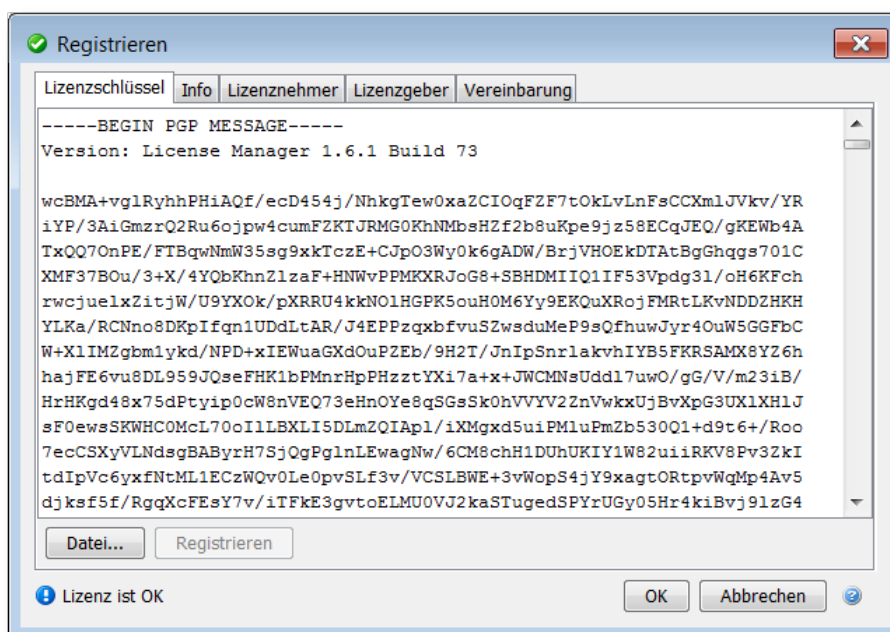 Registrieren
Lizenzschlüssel Info Lizenznehmer Lizenzgeber Vereinbarung
-----BEGIN PGP MESSAGE-----
Version: License Manager 1.6.1 Build 73
wcBMA+vglRyhhPHiAQf/ecD454j/NhkgTew0xaZCIOqFZF7tOkLvLnFsCCXmlJVkv/YR
iYP/3AiGmzrQ2Ru6ojpw4cumFZKTJRMG0KhNMbsHZf2b8uKpe9jz58ECqJEQ/gKEWb4A
TxQQ7OnPE/FTBqwNmW35sg9xkTczE+CJpO3Wy0k6gADW/BrjVHOEkDTAtBgGhqgs701C
XMF37BOu/3+X/4YQbKhnZlzaF+HNWvPPMKXRJoG8+SBHDMIIQ1IF53Vpdg3l/oH6KFch
rwcjuelxZitjW/U9YXOk/pXRRU4kkNOlHGPK5ouH0M6Yy9EKQuXRojFMRtLKvNDDZHKH
YLKa/RCNno8DKpIfqn1UDdLtAR/J4EPPzqxbfvuSZwsduMeP9sQfhuwJyr4OuW5GGFbC
W+XlIMZgbm1ykd/NPD+xIEWuaGXdOuPZEb/9H2T/JnIpSnrlakvhIYB5FKRSAMX8YZ6h
hajFE6vu8DL959JQseFHK1bPMnrHpPHzztYXi7a+x+JWCMNsUddl7uwO/gG/V/m23iB/
HrHKgd48x75dPtyip0cW8nVEQ73eHnOYe8qSGsSk0hVVYV2ZnVwkxUjBvXpG3UXlXHlJ
sF0ewsSKWHC0McL70oIlLBXLI5DLmZQIApl/iXMgxd5uiPMluPmZb530Q1+d9t6+/Roo
7ecCSXyVLNdsgBAByrH7SjQgPglnLEwagNw/6CM8chH1DUhUKIY1W82uiiRKV8Pv3ZkI
tdIpVc6yxfNtML1ECzWQv0Le0pvSLf3v/VCSLBWE+3vWopS4jY9xagtORtpvWqMp4Av5
djksf5f/RgqXcFEsY7v/iTFkE3gvtoELMU0VJ2kaSTugedSPYrUGy05Hr4kiBvj9lzG4
Datei... Registrieren
Lizenz ist OK OK Abbrechen